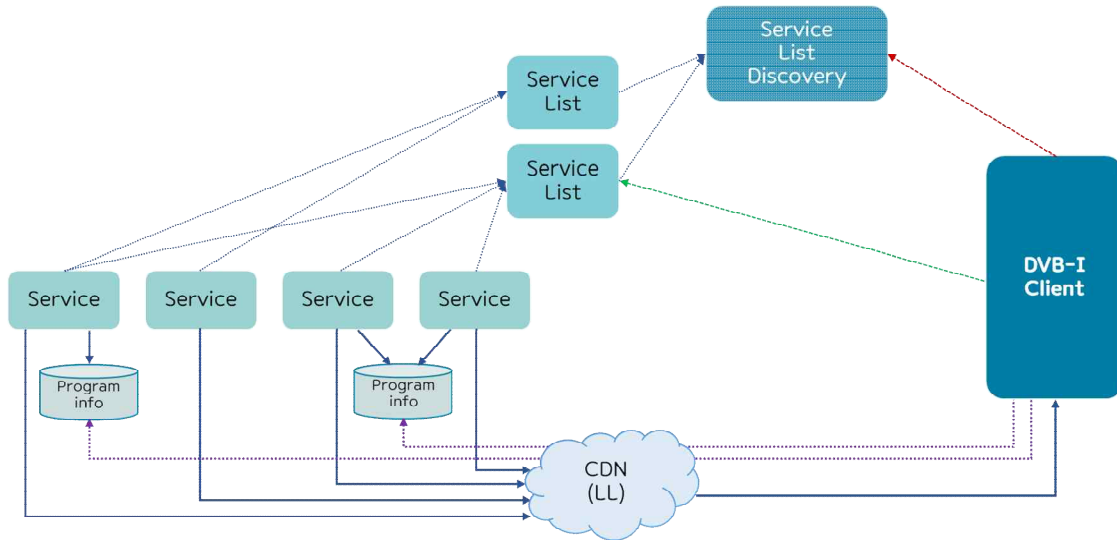 Service
List
Discovery
Service
List
Service
List
DVB-I
Client
Service
Service
Service
Service
Program
info
Program
info
CDN
(LL)